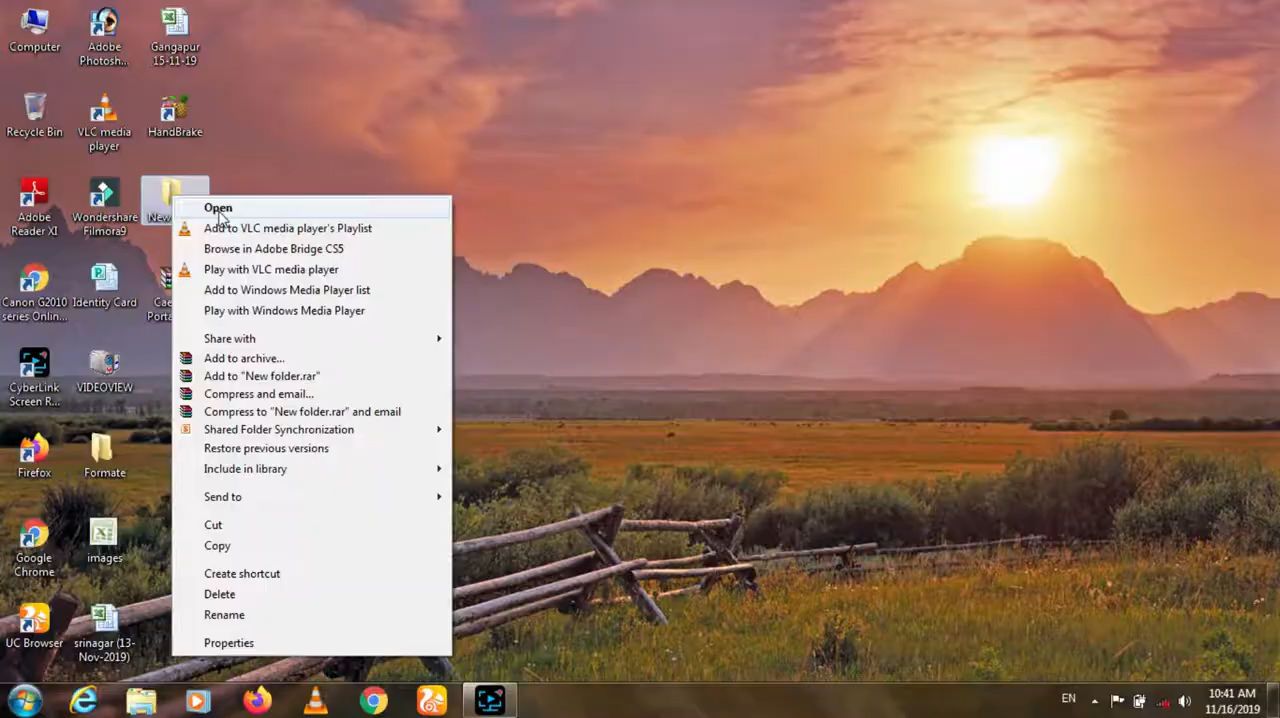 Computer
Adobe
Photosh...
Gangapur
15-11-19
Recycle Bin
VLC media
player
HandBrake
Adobe
Reader XI
Wondershare
Filmora9
Canon G2010
series Onlin...
Identity Card
CyberLink
Screen R...
VIDEOVIEW
Firefox
Formate
Google
Chrome
images
UC Browser
srinagar (13-
Nov-2019)
Open
Add to VLC media player's Playlist
Browse in Adobe Bridge CS5
Play with VLC media player
Add to Windows Media Player list
Play with Windows Media Player
Share with
Add to archive...
Add to "New folder.rar"
Compress and email...
Compress to "New folder.rar" and email
Shared Folder Synchronization
Restore previous versions
Include in library
Send to
Cut
Copy
Create shortcut
Delete
Rename
Properties
EN
10:41 AM
11/16/2019